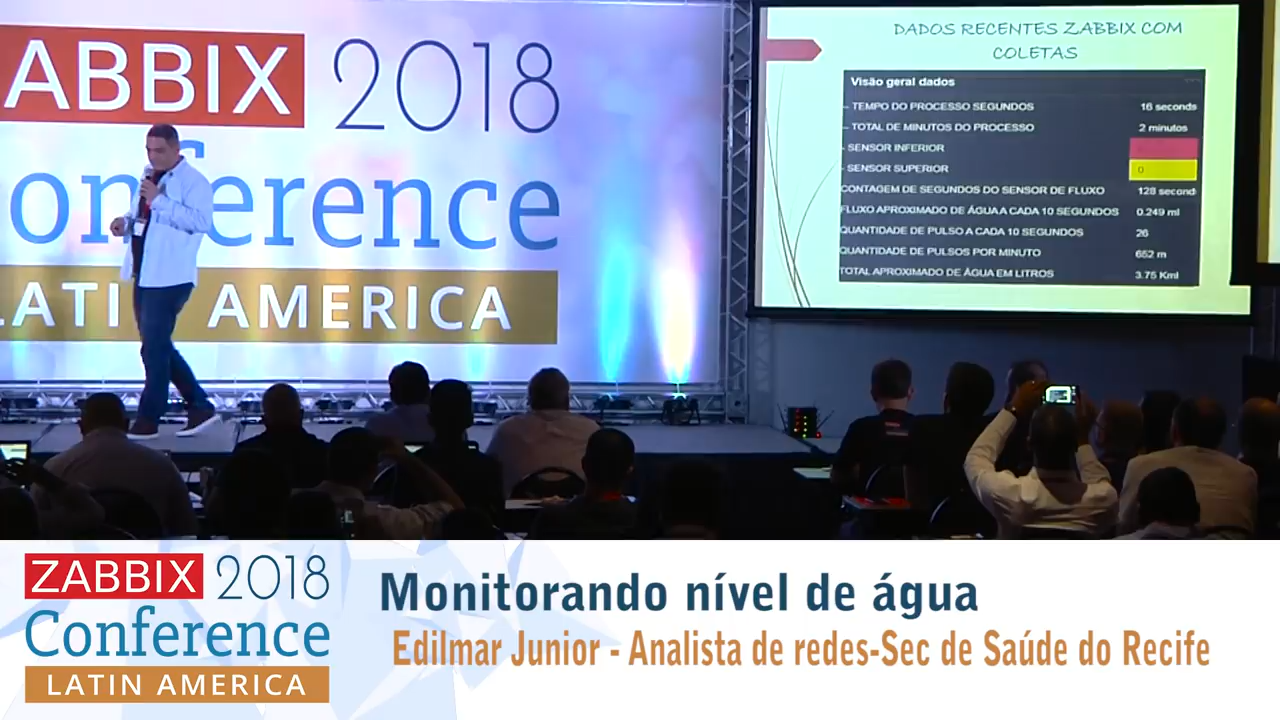 ABBIX 2018
Conference
LATIN AMERICA
DADOS RECENTES ZABBIX COM
COLETAS
Visão geral dados
- TEMPO DO PROCESSO SEGUNDOS 16 seconds
- TOTAL DE MINUTOS DO PROCESSO 2 minutos
- SENSOR INFERIOR
- SENSOR SUPERIOR 0
CONTAGEM DE SEGUNDOS DO SENSOR DE FLUXO 128 second
FLUXO APROXIMADO DE ÁGUA A CADA 10 SEGUNDOS 0.249 ml
QUANTIDADE DE PULSO A CADA 10 SEGUNDOS 26
QUANTIDADE DE PULSOS POR MINUTO 652 m
TOTAL APROXIMADO DE ÁGUA EM LITROS 3.75 Kml
ZABBIX 2018
Conference
LATIN AMERICA
Monitorando nível de água
Edilmar Junior - Analista de redes-Sec de Saúde do Recife